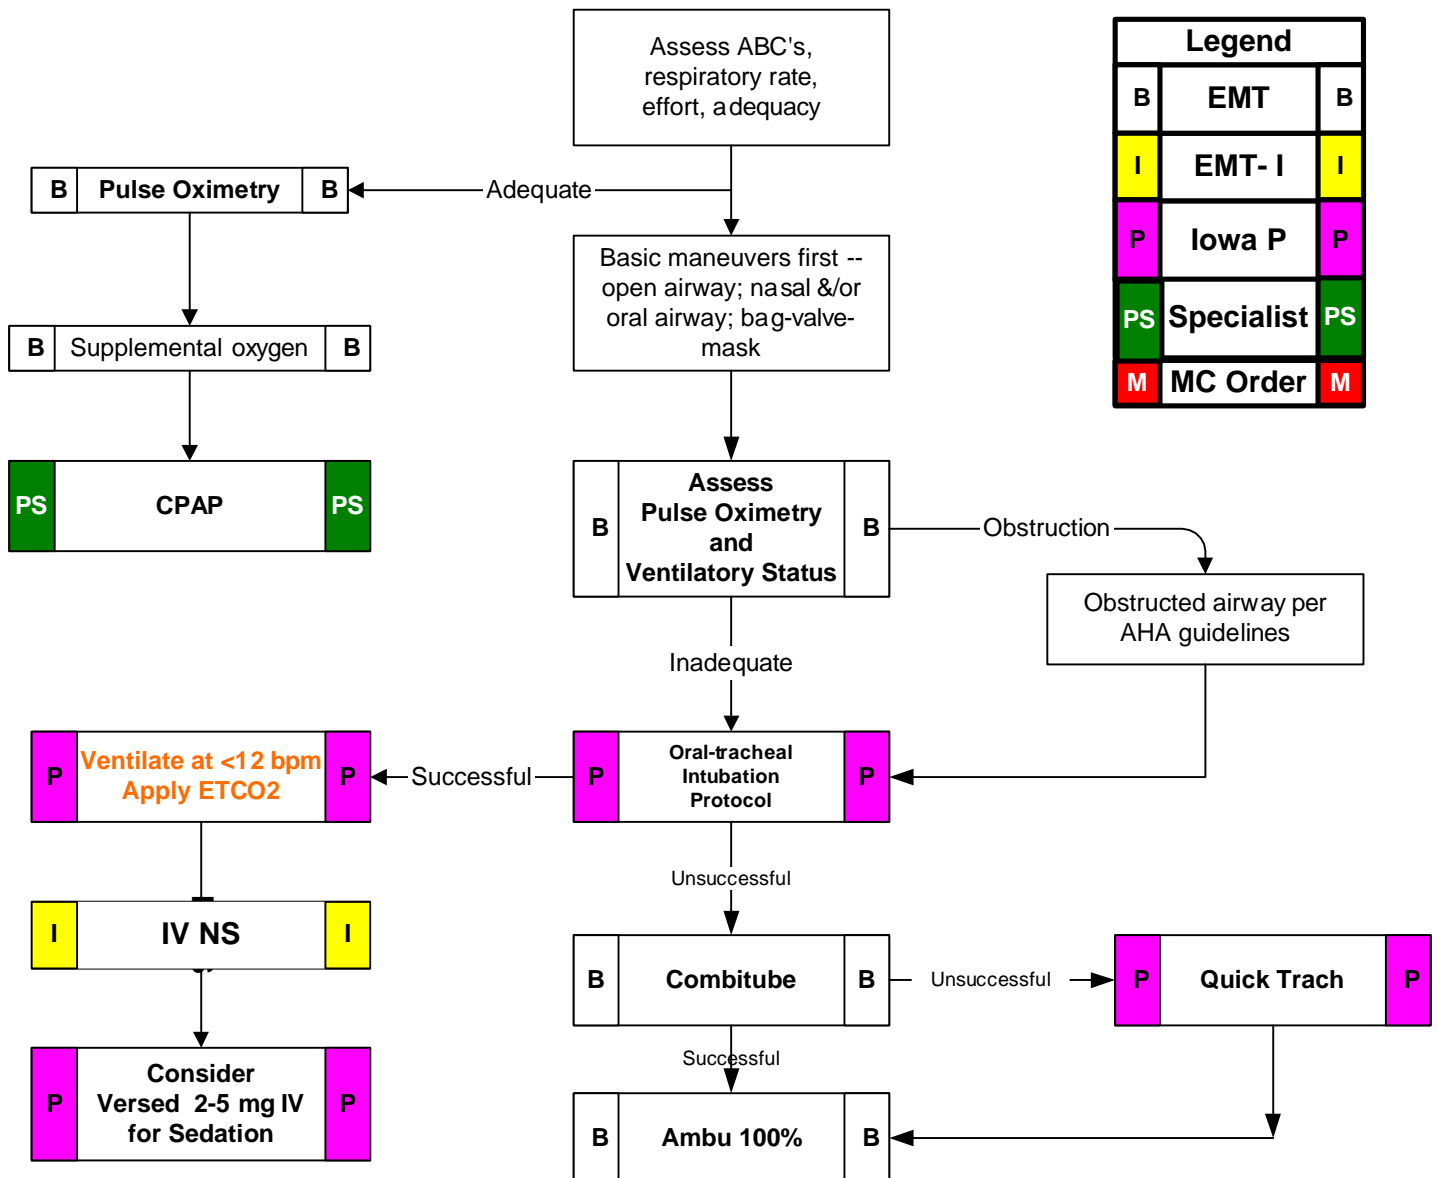 Assess ABC's,
respiratory rate,
effort, adequacy
Legend
B EMT B
I EMT- I I
P Iowa P P
PS Specialist PS
M MC Order M
B Pulse Oximetry B
Adequate
Basic maneuvers first --
open airway; nasal &/or
oral airway; bag-valve-
mask
B Supplemental oxygen B
PS CPAP PS
B Assess B
Pulse Oximetry
and
Ventilatory Status
Obstruction
Obstructed airway per
AHA guidelines
Inadequate
P Ventilate at <12 bpm P
Apply ETCO2
Successful
P Oral-tracheal P
Intubation
Protocol
Unsuccessful
I IV NS I
B Combitube B
Unsuccessful
P Quick Trach P
Successful
P Consider P
Versed 2-5 mg IV
for Sedation
B Ambu 100% B